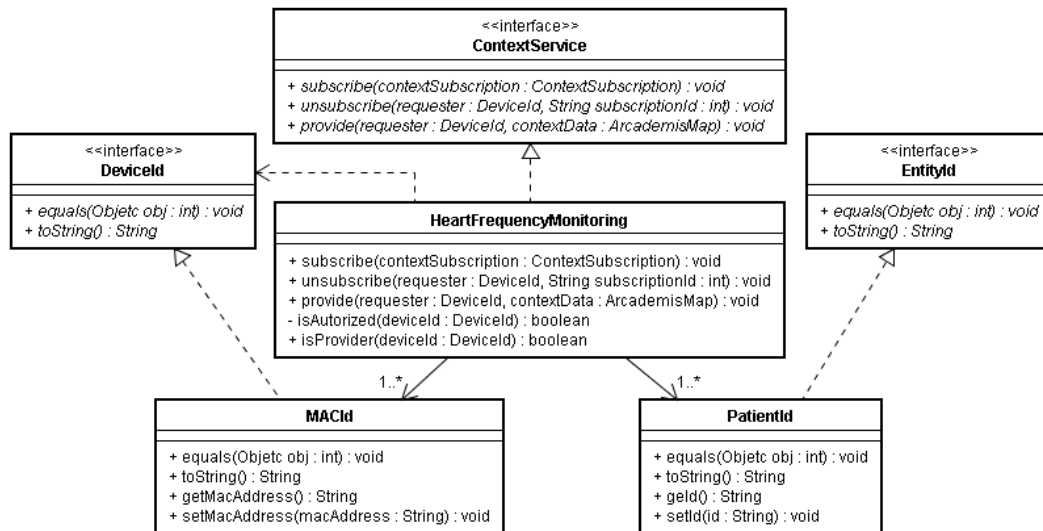 <<interface>>
ContextService
+ subscribe(contextSubscription : ContextSubscription) : void
+ unsubscribe(requester : DeviceId, String subscriptionId : int) : void
+ provide(requester : DeviceId, contextData : ArcademisMap) : void
<<interface>>
DeviceId
+ equals(Objetc obj : int) : void
+ toString() : String
<<interface>>
EntityId
+ equals(Objetc obj : int) : void
+ toString() : String
HeartFrequencyMonitoring
+ subscribe(contextSubscription : ContextSubscription) : void
+ unsubscribe(requester : DeviceId, String subscriptionId : int) : void
+ provide(requester : DeviceId, contextData : ArcademisMap) : void
- isAutorized(deviceId : DeviceId) : boolean
+ isProvider(deviceId : DeviceId) : boolean
1..*
1..*
MACId
+ equals(Objetc obj : int) : void
+ toString() : String
+ getMacAddress() : String
+ setMacAddress(macAddress : String) : void
PatientId
+ equals(Objetc obj : int) : void
+ toString() : String
+ geId() : String
+ setId(id : String) : void